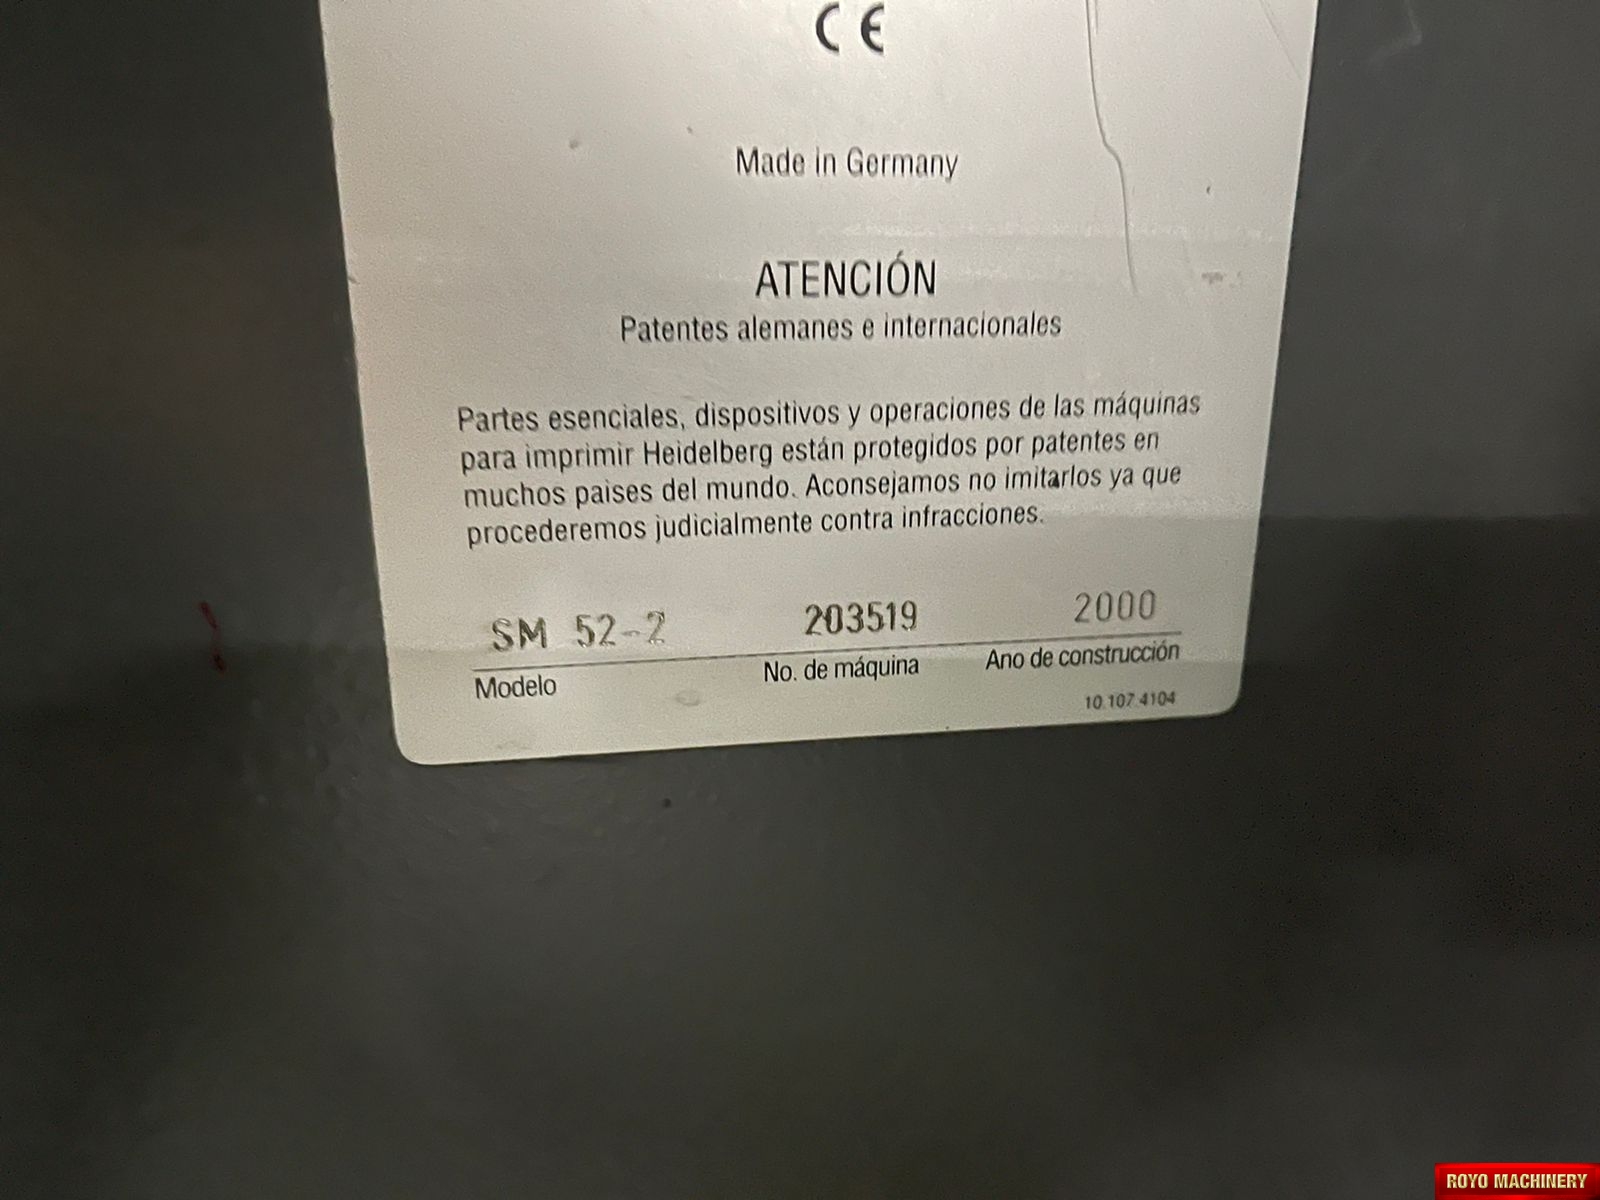 CE
Made in Germany
ATENCIÓN
Patentes alemanes e internacionales
Partes esenciales, dispositivos y operaciones de las máquinas
para imprimir Heidelberg están protegidos por patentes en
muchos paises del mundo. Aconsejamos no imitarlos ya que
procederemos judicialmente contra infracciones.
SM 52-2 203519 2000
Modelo No. de máquina Ano de construcción
10.107.4104
ROYO MACHINERY